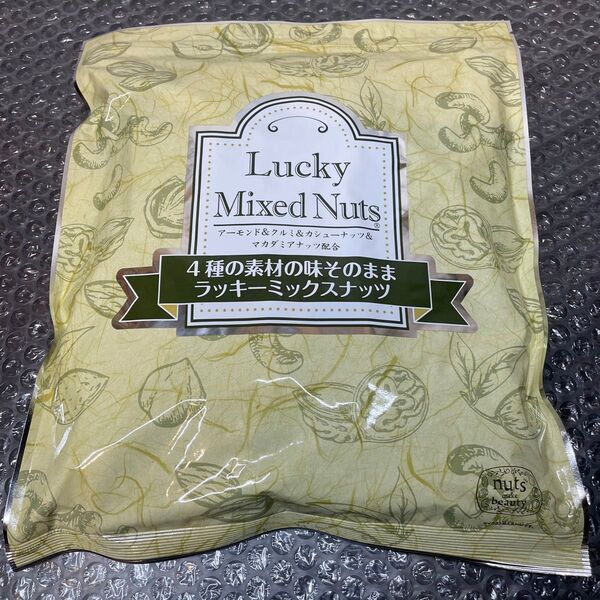 Lucky
Mixed Nuts®
アーモンド&クルミ&カシューナッツ&
マカダミアナッツ配合
4種の素材の味そのまま
ラッキーミックスナッツ
nuts
make
beauty